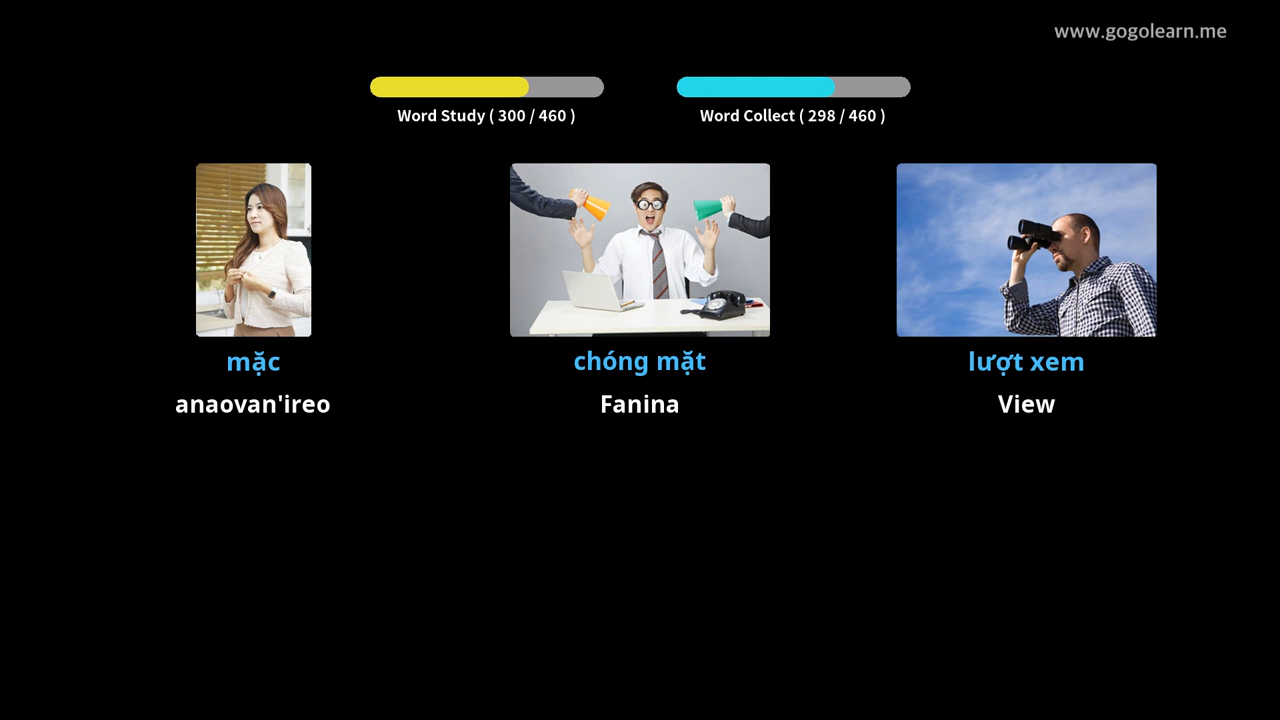 www.gogolearn.me
Word Study ( 300 / 460 )
Word Collect ( 298 / 460 )
mặc
chóng mặt
lượt xem
anaovan'ireo
Fanina
View